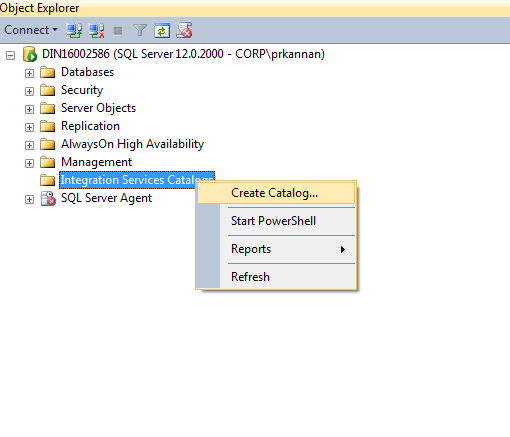 Object Explorer
Connect
DIN16002586 (SQL Server 12.0.2000 - CORP\prkannan)
Databases
Security
Server Objects
Replication
AlwaysOn High Availability
Management
Integration Services Catalogs
SQL Server Agent
Create Catalog...
Start PowerShell
Reports
Refresh